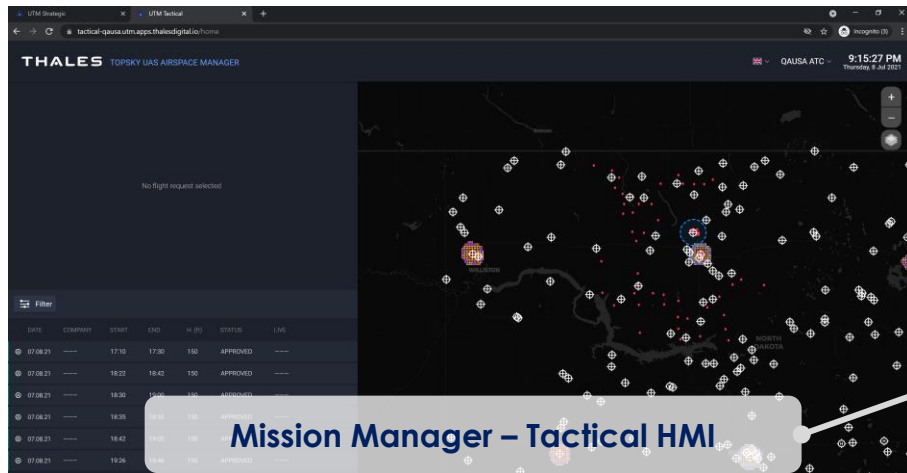 UTM Strategic
UTM Tactical
tactical-qausa.utm.apps.thalesdigital.io/home
Incognito (3)
THALES TOPSKY UAS AIRSPACE MANAGER
QAUSA ATC
9:15:27 PM
Thursday, 8 Jul 2021
No flight request selected
WILLISTON
NORTH
DAKOTA
Filter
DATE COMPANY START END H (ft) STATUS LIVE
07.08.21 ---- 17:10 17:30 150 APPROVED ----
07.08.21 ---- 18:22 18:42 150 APPROVED ----
07.08.21 ---- 18:30 19:00 150 APPROVED ----
07.08.21 ---- 18:35
07.08.21 ---- 18:42
07.08.21 ---- 19:26
Mission Manager – Tactical HMI